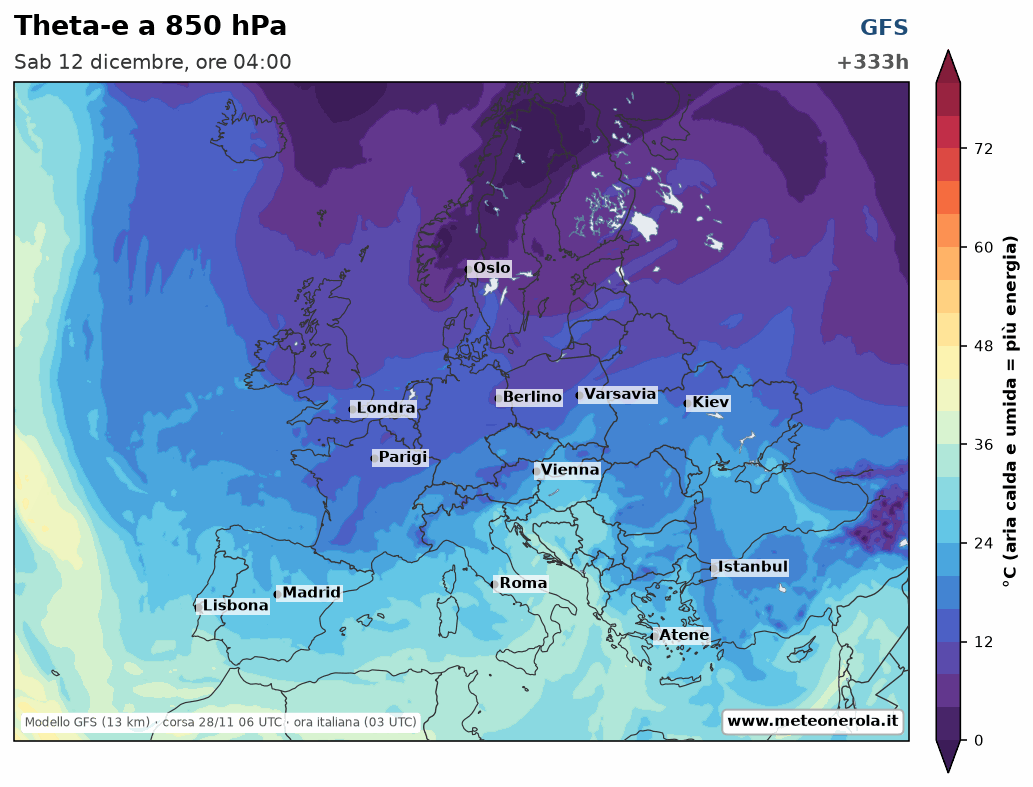 Theta-e a 850 hPa
GFS
Sab 12 dicembre, ore 04:00
+333h
72
60
48
36
24
12
0
°C (aria calda e umida = più energia)
Oslo
Berlino
Varsavia
Kiev
Londra
Parigi
Vienna
Istanbul
Roma
Madrid
Lisbona
Atene
Modello GFS (13 km) · corsa 28/11 06 UTC · ora italiana (03 UTC)
www.meteonerola.it